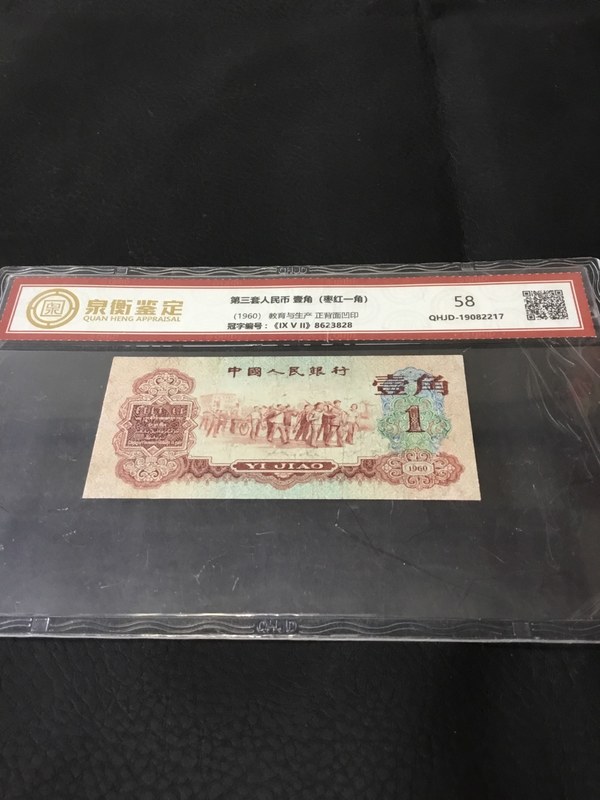 泉衡鉴定
QUAN HENG APPRAISAL
第三套人民币 壹角（枣红一角）
（1960） 教育与生产 正背面凹印
冠字编号：《IX V II》8623828
58
QHJD-19082217
中國人民銀行
壹角
1
YI JIAO
1960